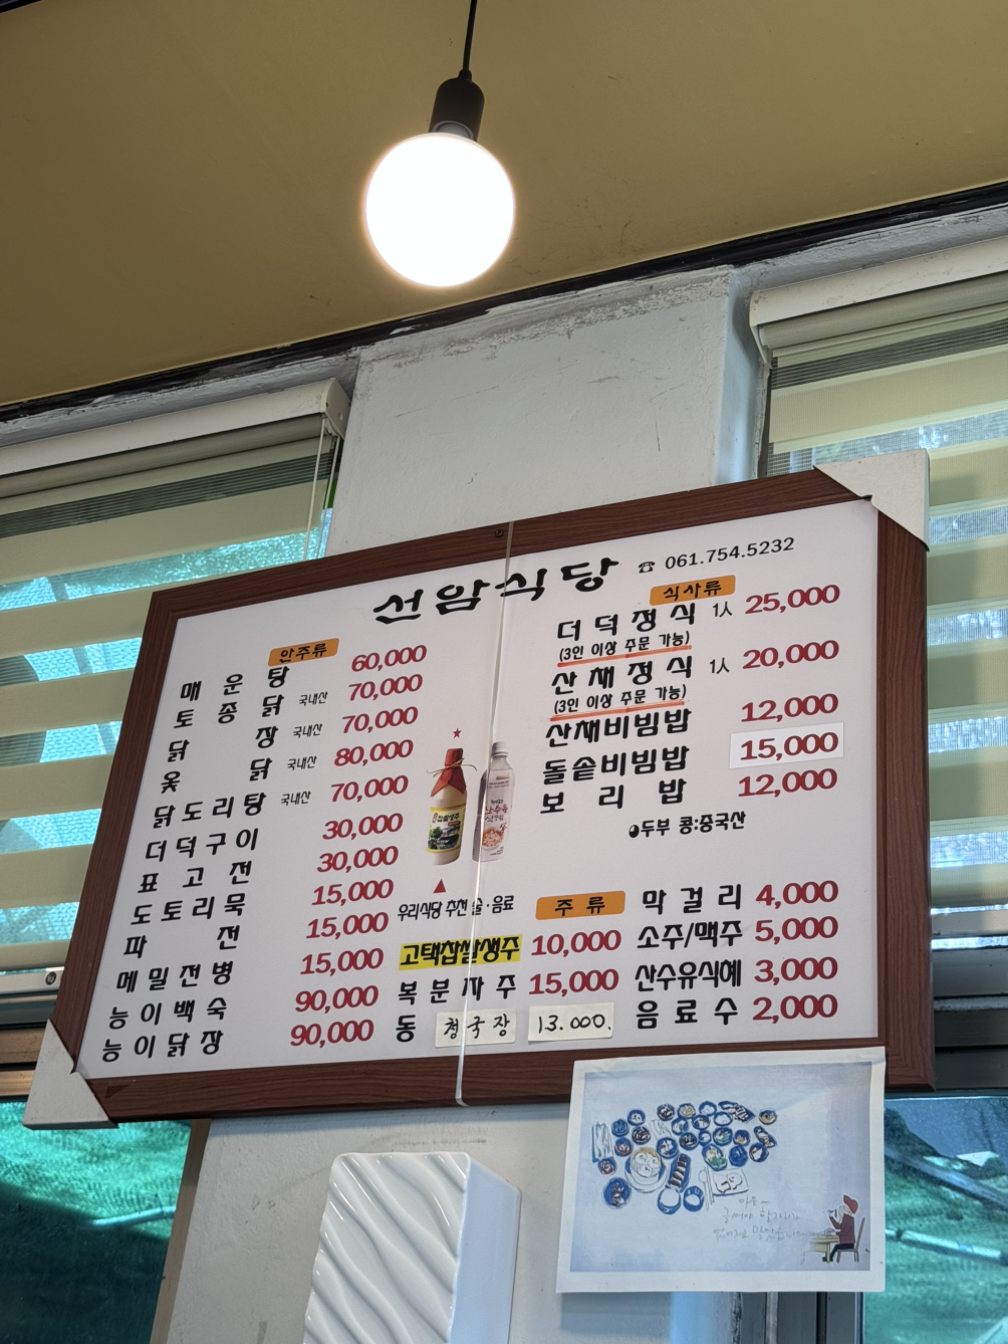 선암식당 ☎ 061.754.5232
안주류
매운탕 60,000
토종닭 국내산 70,000
닭장 국내산 70,000
옻닭 국내산 80,000
닭도리탕 국내산 70,000
더덕구이 30,000
표고전 30,000
도토리묵 15,000
파전 15,000
메밀전병 15,000
능이백숙 90,000
능이닭장 90,000
식사류
더덕정식 1人 25,000
(3인 이상 주문 가능)
산채정식 1人 20,000
(3인 이상 주문 가능)
산채비빔밥 12,000
돌솥비빔밥 15,000
보리밥 12,000
두부 콩:중국산
우리식당 추천 술·음료
주류
고택찹쌀생주 10,000
복분자주 15,000
동 청국장 13.000.
막걸리 4,000
소주/맥주 5,000
산수유식혜 3,000
음료수 2,000